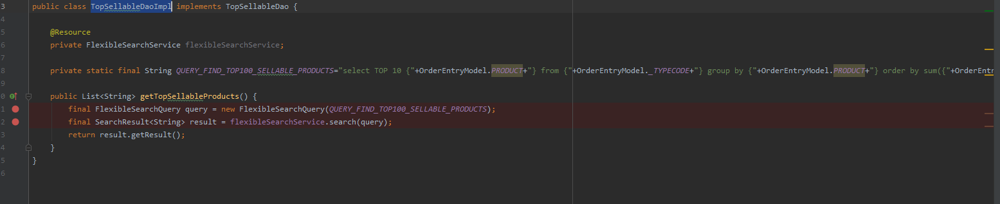 3 public class TopSellableDaoImpl implements TopSellableDao {
4
5 @Resource
6 private FlexibleSearchService flexibleSearchService;
7
8 private static final String QUERY_FIND_TOP100_SELLABLE_PRODUCTS="select TOP 10 {"+OrderEntryModel.PRODUCT+"} from {"+OrderEntryModel._TYPECODE+"} group by {"+OrderEntryModel.PRODUCT+"} order by sum({"+OrderEntr
9
0 public List<String> getTopSellableProducts() {
1 final FlexibleSearchQuery query = new FlexibleSearchQuery(QUERY_FIND_TOP100_SELLABLE_PRODUCTS);
2 final SearchResult<String> result = flexibleSearchService.search(query);
3 return result.getResult();
4 }
5 }
6